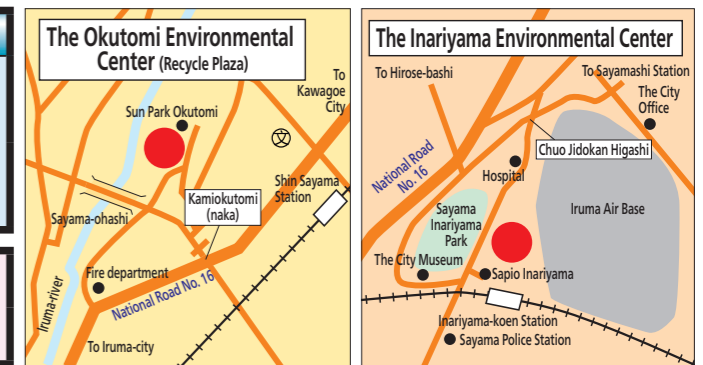 The Okutomi Environmental
Center (Recycle Plaza)
To
Kawagoe
City
Sun Park Okutomi
文
Shin Sayama
Station
Kamiokutomi
(naka)
Sayama-ohashi
Fire department
National Road No. 16
Iruma-river
To Iruma-city
The Inariyama Environmental Center
To Hirose-bashi
To Sayamashi Station
The City
Office
Chuo Jidokan Higashi
National Road
No. 16
Hospital
Sayama
Inariyama
Park
Iruma Air Base
The City Museum
Sapio Inariyama
Inariyama-koen Station
Sayama Police Station